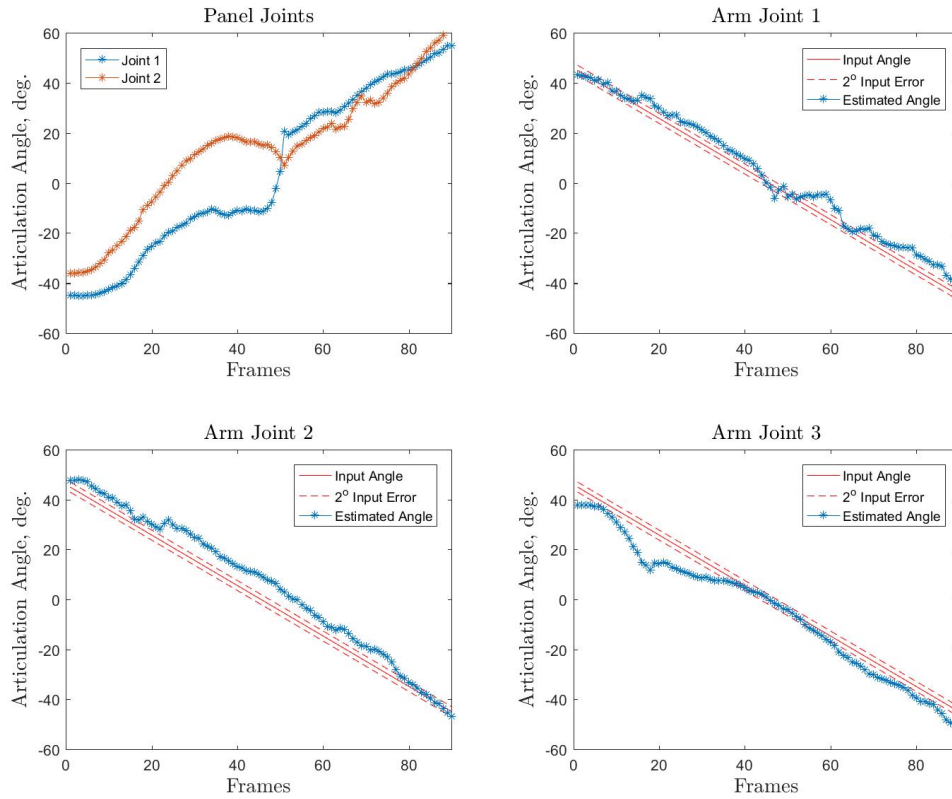 Panel Joints
Articulation Angle, deg.
60
40
20
0
-20
-40
-60
Joint 1
Joint 2
0 20 40 60 80
Frames
Arm Joint 1
Articulation Angle, deg.
60
40
20
0
-20
-40
-60
Input Angle
2° Input Error
Estimated Angle
0 20 40 60 80
Frames
Arm Joint 2
Articulation Angle, deg.
60
40
20
0
-20
-40
-60
Input Angle
2° Input Error
Estimated Angle
0 20 40 60 80
Frames
Arm Joint 3
Articulation Angle, deg.
60
40
20
0
-20
-40
-60
Input Angle
2° Input Error
Estimated Angle
0 20 40 60 80
Frames